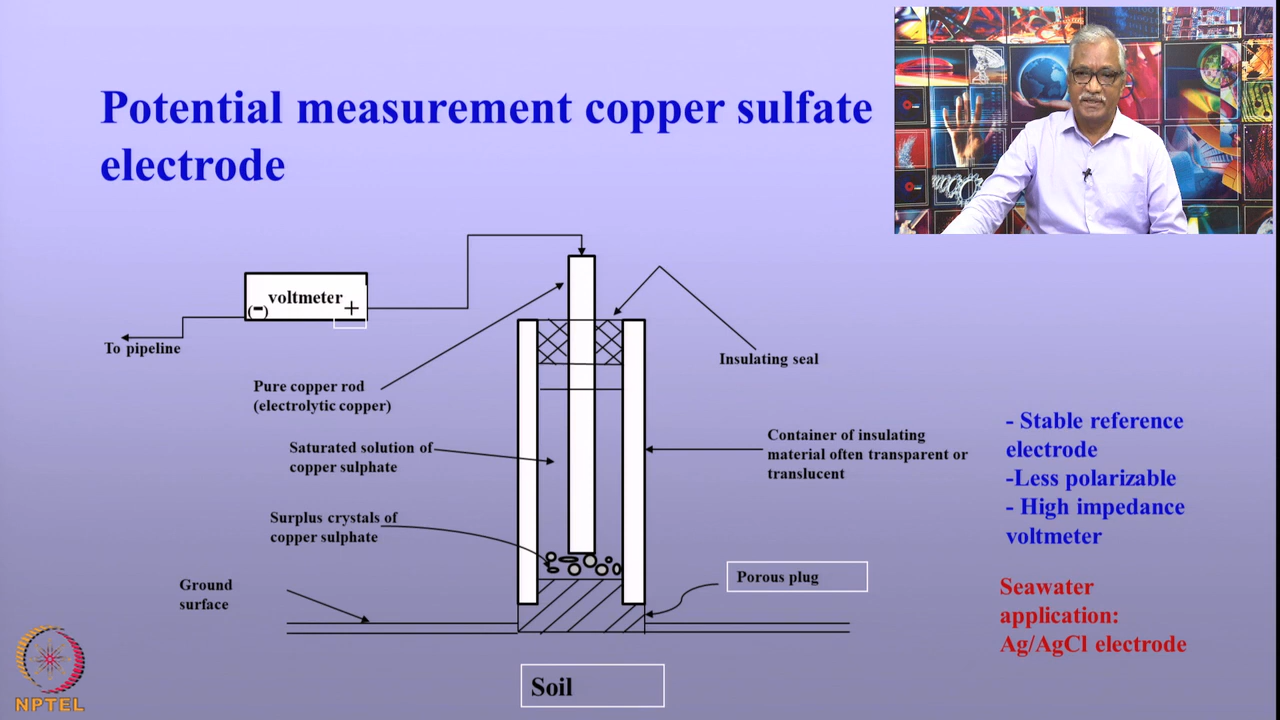 Potential measurement copper sulfate
electrode
voltmeter
(-)
+
To pipeline
Insulating seal
Pure copper rod
(electrolytic copper)
Saturated solution of
copper sulphate
Container of insulating
material often transparent or
translucent
Surplus crystals of
copper sulphate
Porous plug
Ground
surface
Soil
- Stable reference
electrode
-Less polarizable
- High impedance
voltmeter
Seawater
application:
Ag/AgCl electrode
NPTEL